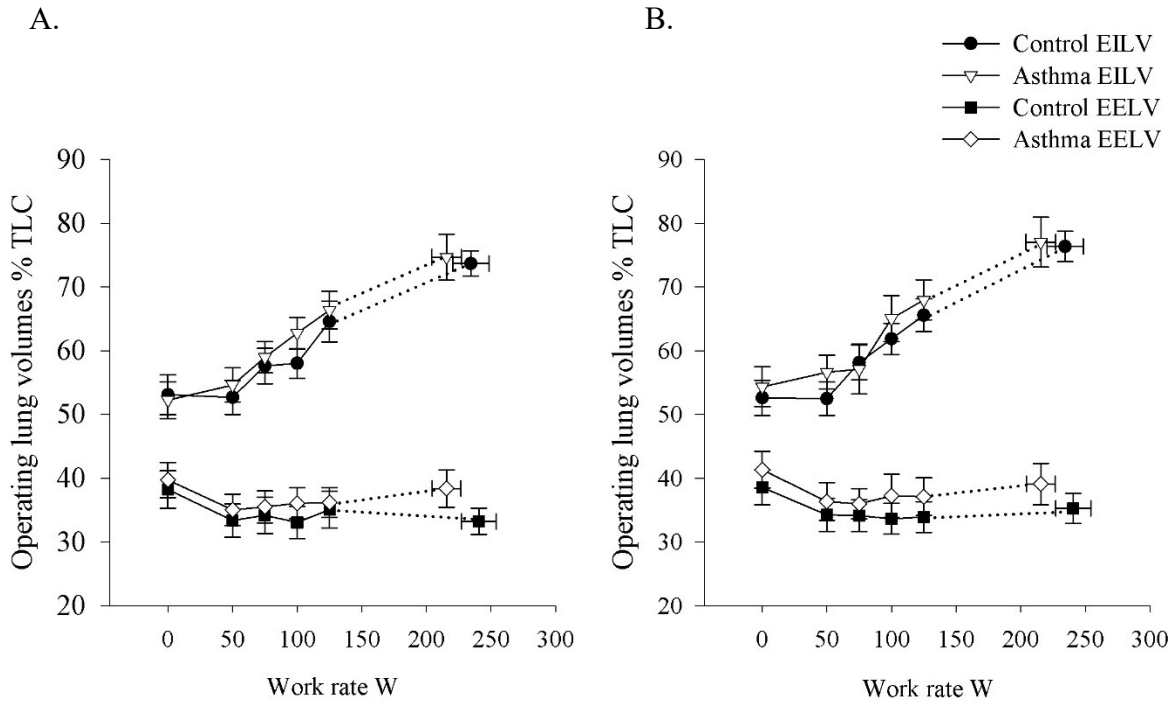 A.
B.
Control EILV
Asthma EILV
Control EELV
Asthma EELV
Operating lung volumes % TLC
90
80
70
60
50
40
30
20
0 50 100 150 200 250 300
Work rate W
Operating lung volumes % TLC
90
80
70
60
50
40
30
20
0 50 100 150 200 250 300
Work rate W